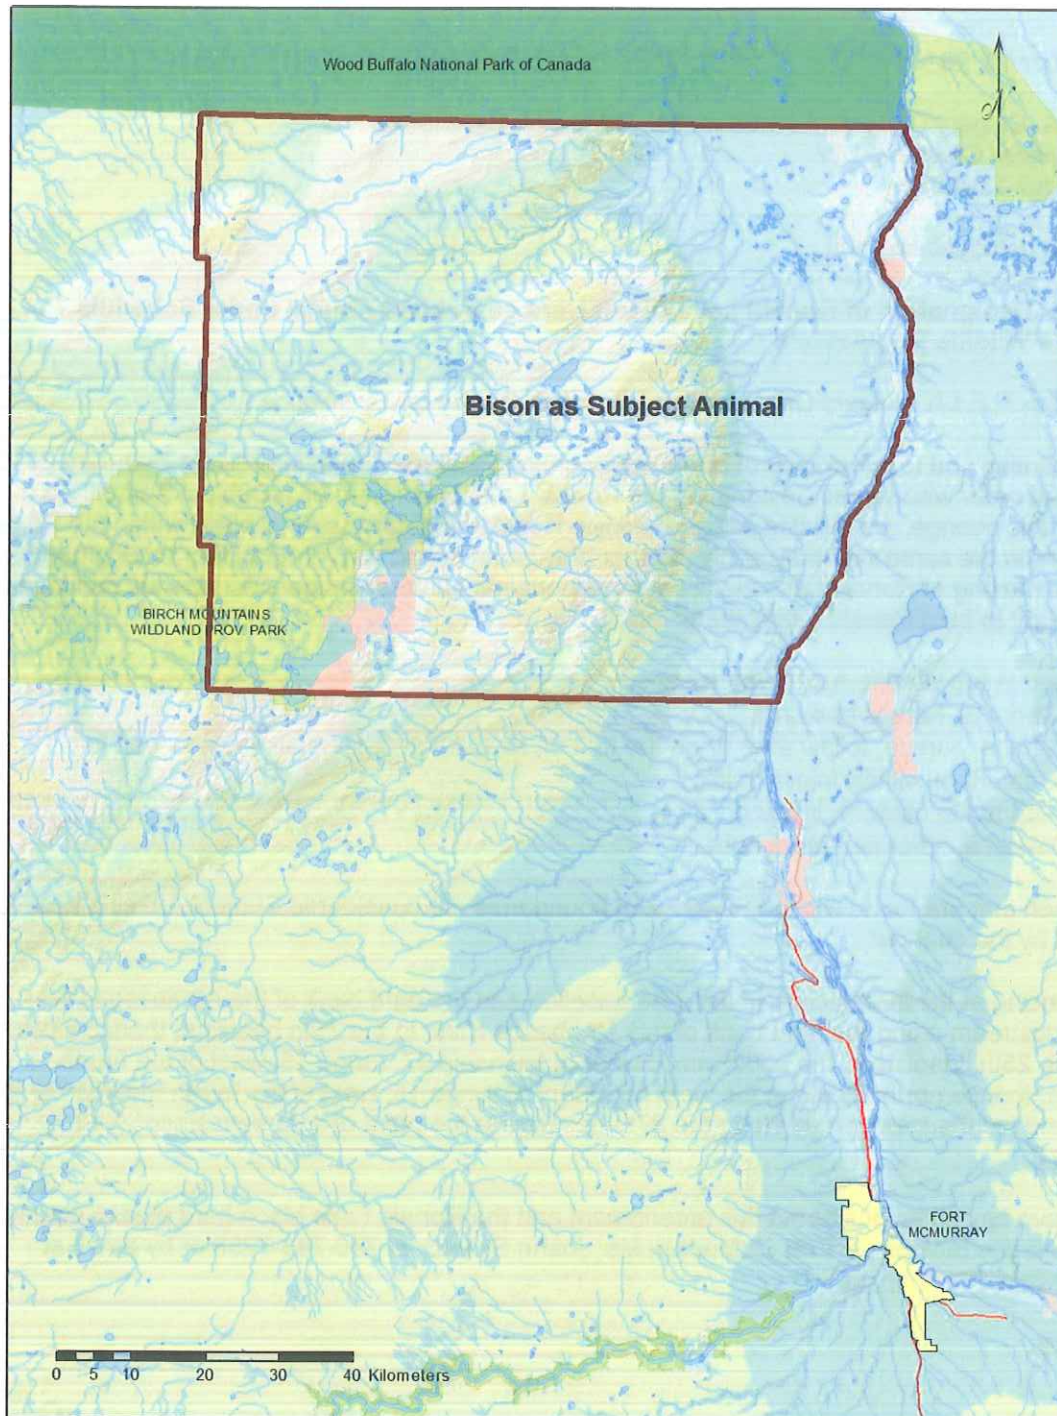 Wood Buffalo National Park of Canada
N
Bison as Subject Animal
BIRCH MOUNTAINS
WILDLAND PROV. PARK
FORT
MCMURRAY
0 5 10 20 30 40 Kilometers